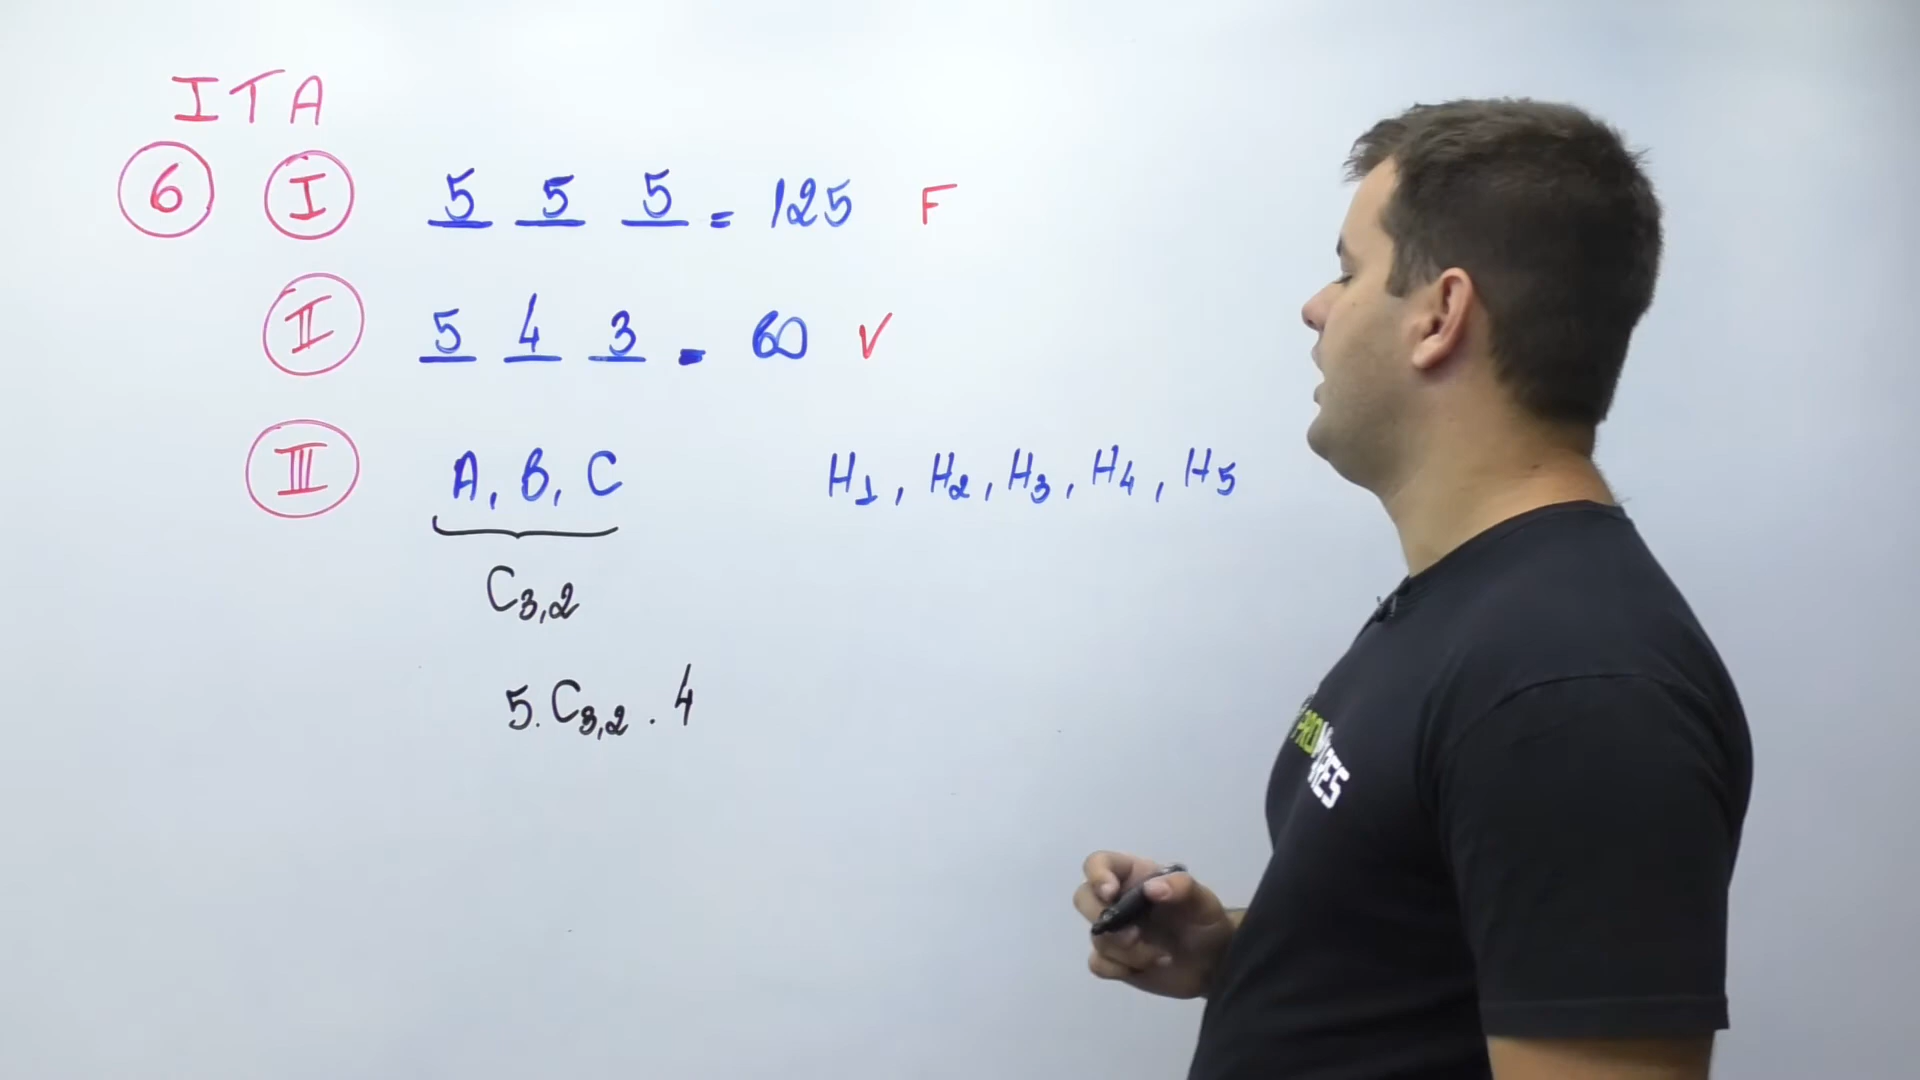 ITA
6 I 5 5 5 = 125 F
II 5 4 3 = 60 V
III A, B, C H1, H2, H3, H4, H5
C3,2
5. C3,2 . 4